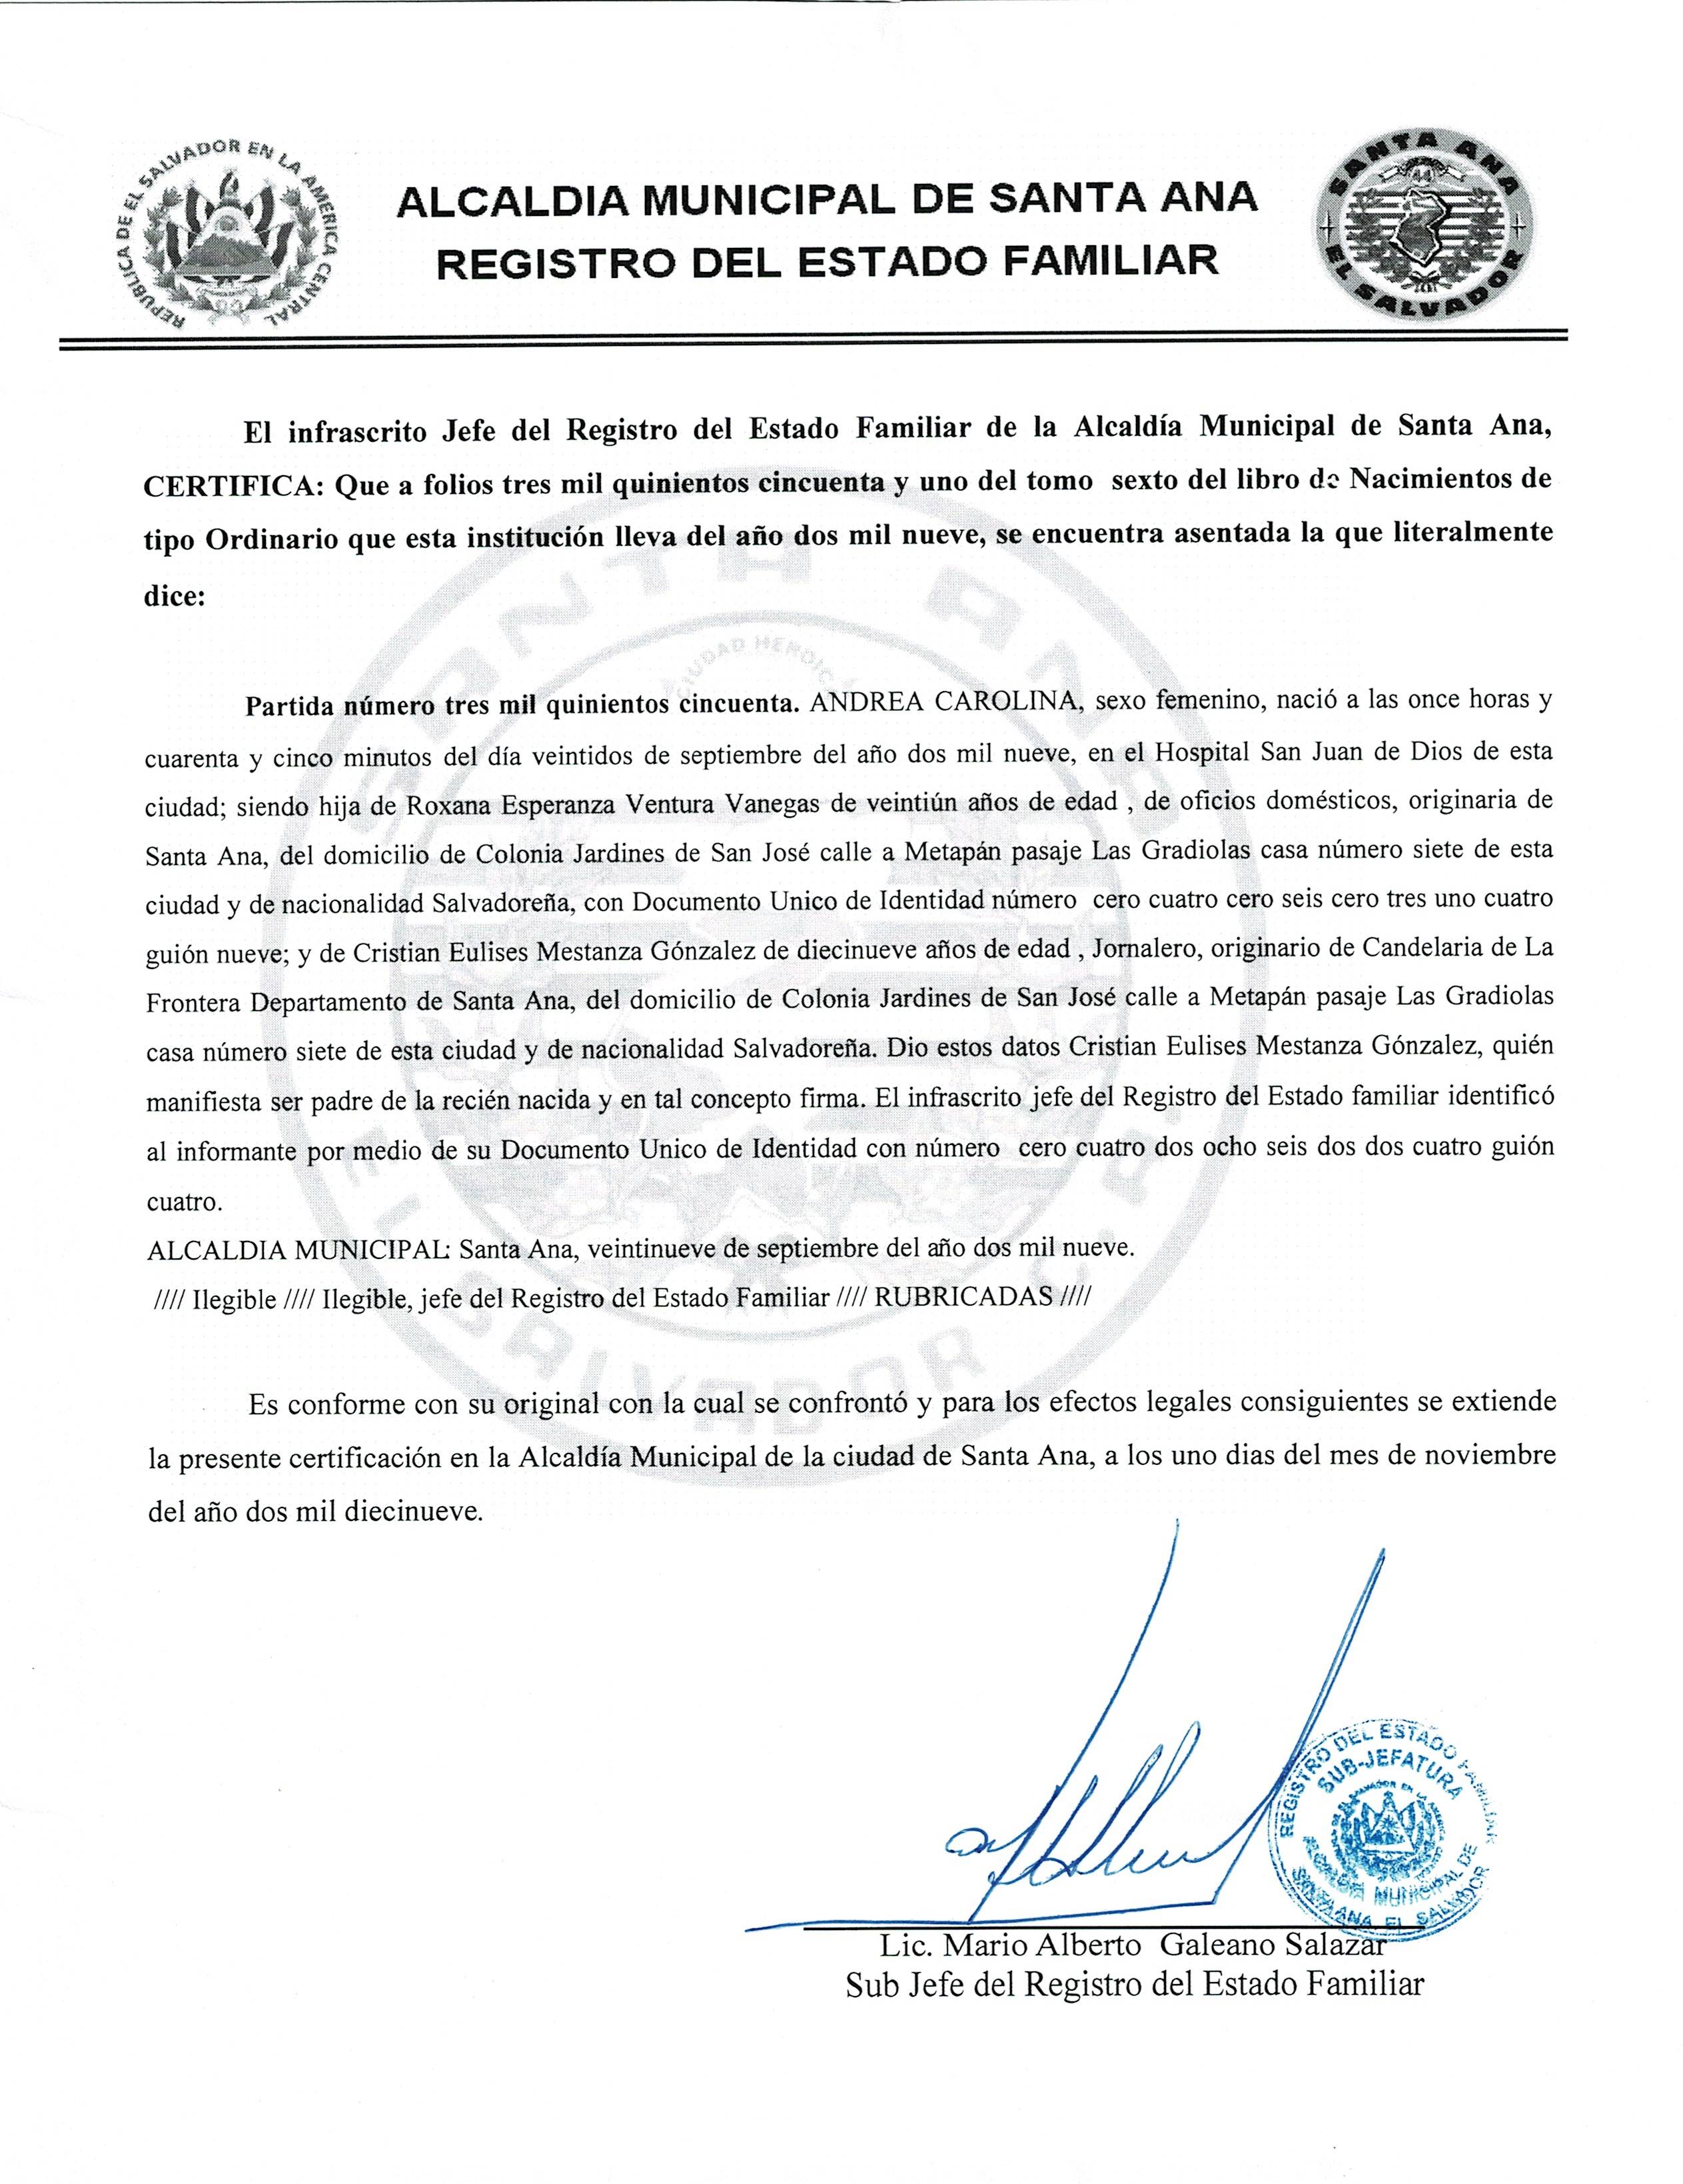 REPUBLICA DE EL SALVADOR EN LA AMERICA CENTRAL
ALCALDIA MUNICIPAL DE SANTA ANA
REGISTRO DEL ESTADO FAMILIAR
SANTA ANA
EL SALVADOR
El infrascrito Jefe del Registro del Estado Familiar de la Alcaldía Municipal de Santa Ana,
CERTIFICA: Que a folios tres mil quinientos cincuenta y uno del tomo sexto del libro de Nacimientos de
tipo Ordinario que esta institución lleva del año dos mil nueve, se encuentra asentada la que literalmente
dice:
Partida número tres mil quinientos cincuenta. ANDREA CAROLINA, sexo femenino, nació a las once horas y
cuarenta y cinco minutos del día veintidos de septiembre del año dos mil nueve, en el Hospital San Juan de Dios de esta
ciudad; siendo hija de Roxana Esperanza Ventura Vanegas de veintiún años de edad , de oficios domésticos, originaria de
Santa Ana, del domicilio de Colonia Jardines de San José calle a Metapán pasaje Las Gradiolas casa número siete de esta
ciudad y de nacionalidad Salvadoreña, con Documento Unico de Identidad número cero cuatro cero seis cero tres uno cuatro
guión nueve; y de Cristian Eulises Mestanza Gónzalez de diecinueve años de edad , Jornalero, originario de Candelaria de La
Frontera Departamento de Santa Ana, del domicilio de Colonia Jardines de San José calle a Metapán pasaje Las Gradiolas
casa número siete de esta ciudad y de nacionalidad Salvadoreña. Dio estos datos Cristian Eulises Mestanza Gónzalez, quién
manifiesta ser padre de la recién nacida y en tal concepto firma. El infrascrito jefe del Registro del Estado familiar identificó
al informante por medio de su Documento Unico de Identidad con número cero cuatro dos ocho seis dos dos cuatro guión
cuatro.
ALCALDIA MUNICIPAL: Santa Ana, veintinueve de septiembre del año dos mil nueve.
//// Ilegible //// Ilegible, jefe del Registro del Estado Familiar //// RUBRICADAS ////
Es conforme con su original con la cual se confrontó y para los efectos legales consiguientes se extiende
la presente certificación en la Alcaldía Municipal de la ciudad de Santa Ana, a los uno dias del mes de noviembre
del año dos mil diecinueve.
REGISTRO DEL ESTADO FAMILIAR
SUB-JEFATURA
ALCALDIA MUNICIPAL DE
SANTA ANA EL SALVADOR
Lic. Mario Alberto Galeano Salazar
Sub Jefe del Registro del Estado Familiar